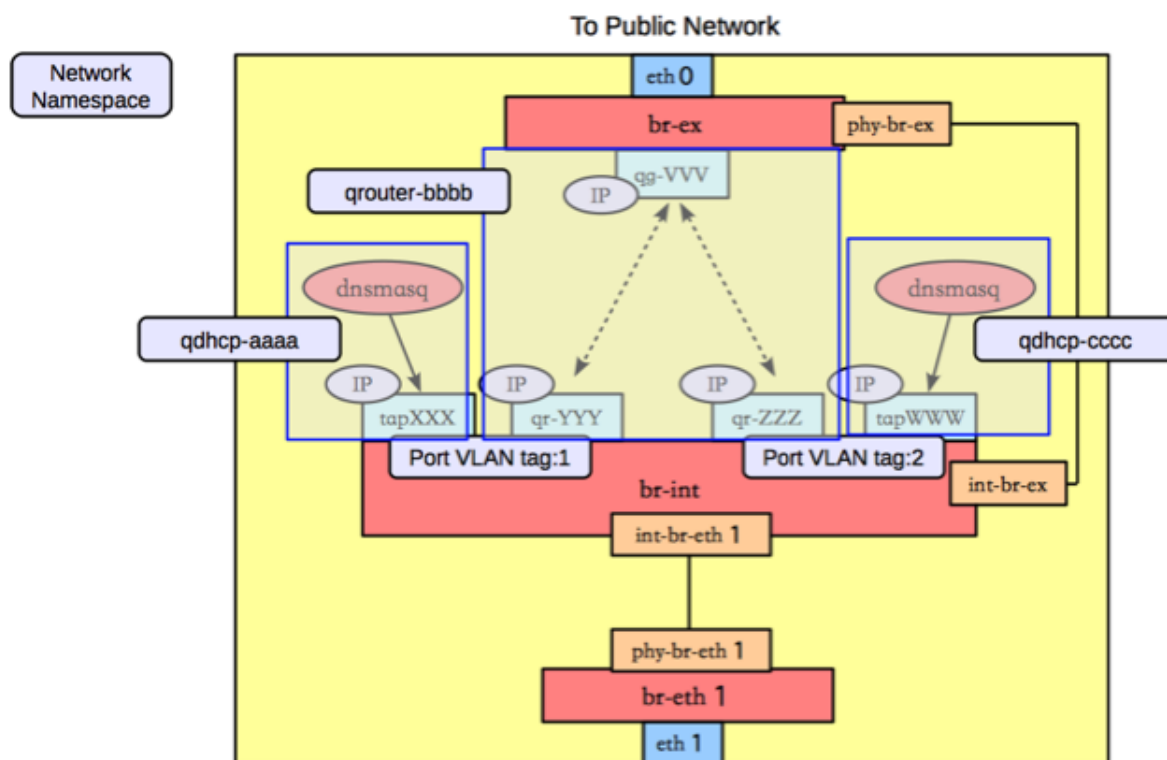 To Public Network
Network
Namespace
eth 0
br-ex
phy-br-ex
qrouter-bbbb
qg-VVV
IP
dnsmasq
dnsmasq
qdhcp-aaaa
qdhcp-cccc
IP
IP
IP
IP
tapXXX
qr-YYY
qr-ZZZ
tapWWW
Port VLAN tag:1
Port VLAN tag:2
br-int
int-br-ex
int-br-eth 1
phy-br-eth 1
br-eth 1
eth 1